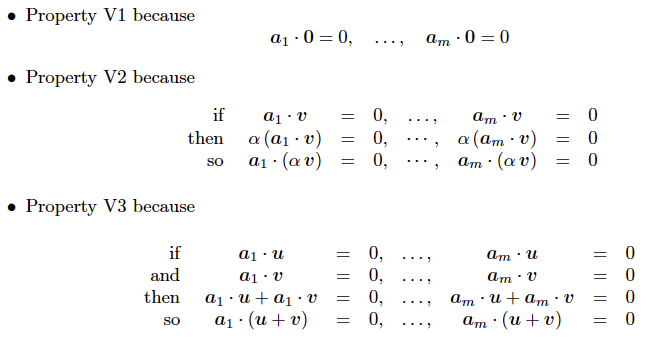 • Property V1 because
a₁ · 0 = 0, ..., aₘ · 0 = 0
• Property V2 because
if a₁ · v = 0, ..., aₘ · v = 0
then α (a₁ · v) = 0, ⋯, α (aₘ · v) = 0
so a₁ · (α v) = 0, ⋯, aₘ · (α v) = 0
• Property V3 because
if a₁ · u = 0, ..., aₘ · u = 0
and a₁ · v = 0, ..., aₘ · v = 0
then a₁ · u + a₁ · v = 0, ..., aₘ · u + aₘ · v = 0
so a₁ · (u + v) = 0, ..., aₘ · (u + v) = 0